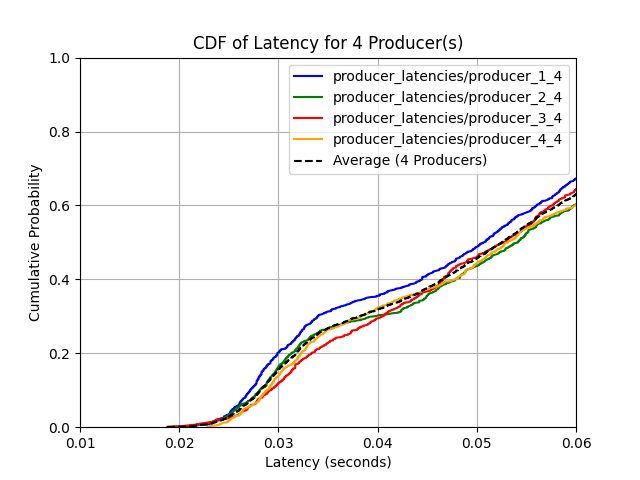 CDF of Latency for 4 Producer(s)
producer_latencies/producer_1_4
producer_latencies/producer_2_4
producer_latencies/producer_3_4
producer_latencies/producer_4_4
Average (4 Producers)
Cumulative Probability
1.0
0.8
0.6
0.4
0.2
0.0
0.01 0.02 0.03 0.04 0.05 0.06
Latency (seconds)